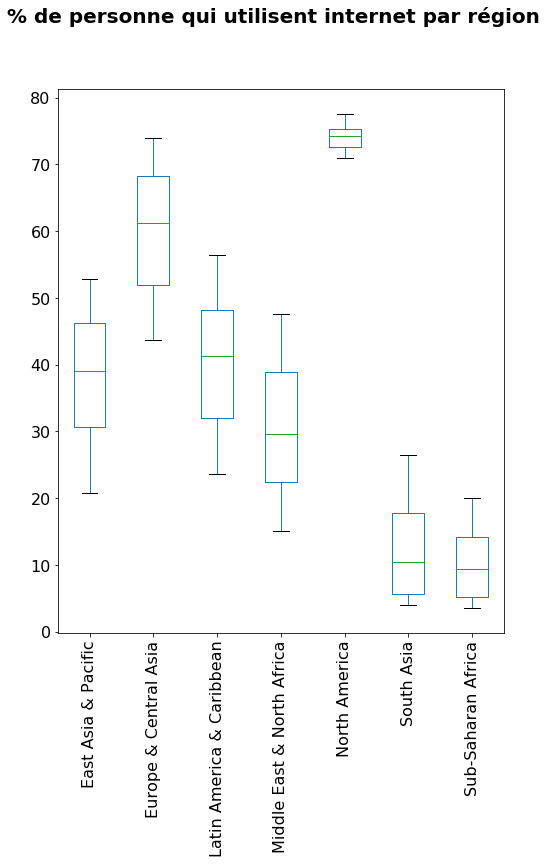 % de personne qui utilisent internet par région
80
70
60
50
40
30
20
10
0
East Asia & Pacific
Europe & Central Asia
Latin America & Caribbean
Middle East & North Africa
North America
South Asia
Sub-Saharan Africa